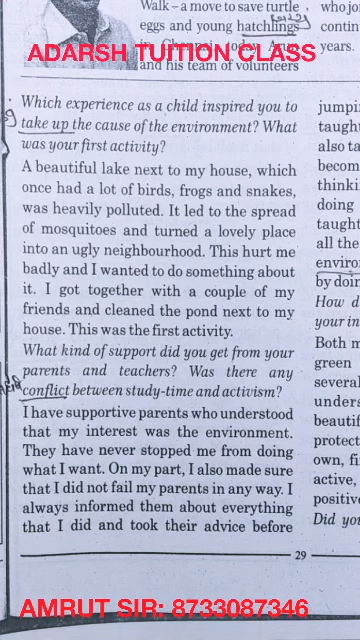 Walk – a move to save turtle
eggs and young hatchlings
ADARSH TUITION CLASS
and his team of volunteers
Which experience as a child inspired you to
take up the cause of the environment? What
was your first activity?
A beautiful lake next to my house, which
once had a lot of birds, frogs and snakes,
was heavily polluted. It led to the spread
of mosquitoes and turned a lovely place
into an ugly neighbourhood. This hurt me
badly and I wanted to do something about
it. I got together with a couple of my
friends and cleaned the pond next to my
house. This was the first activity.
What kind of support did you get from your
parents and teachers? Was there any
conflict between study-time and activism?
I have supportive parents who understood
that my interest was the environment.
They have never stopped me from doing
what I want. On my part, I also made sure
that I did not fail my parents in any way. I
always informed them about everything
that I did and took their advice before
who jo
contin
years.
jumpi
taught
also ta
becom
thinki
doing
taught
all the
enviro
by doin
How d
your in
Both m
green
several
unders
beautif
protect
own, fi
active,
positiv
Did yo
29
AMRUT SIR: 8733087346